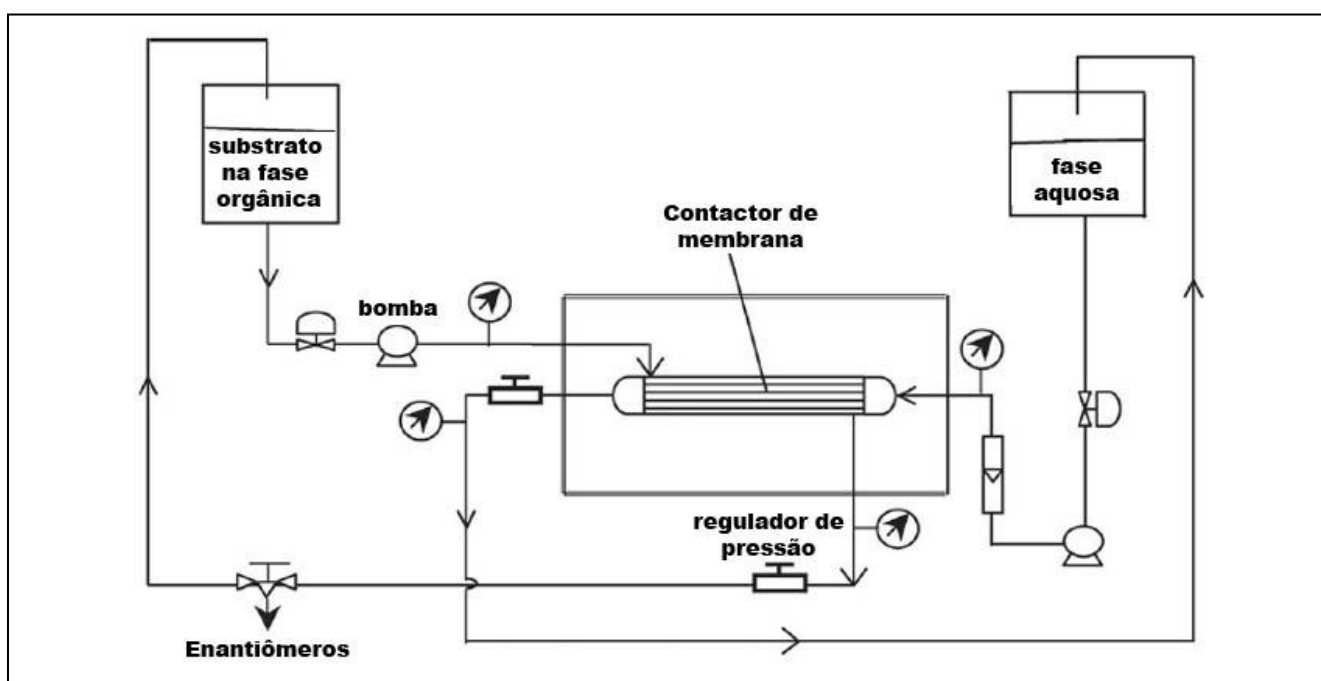 substrato
na fase
orgânica
fase
aquosa
Contactor de
membrana
bomba
regulador de
pressão
Enantiômeros